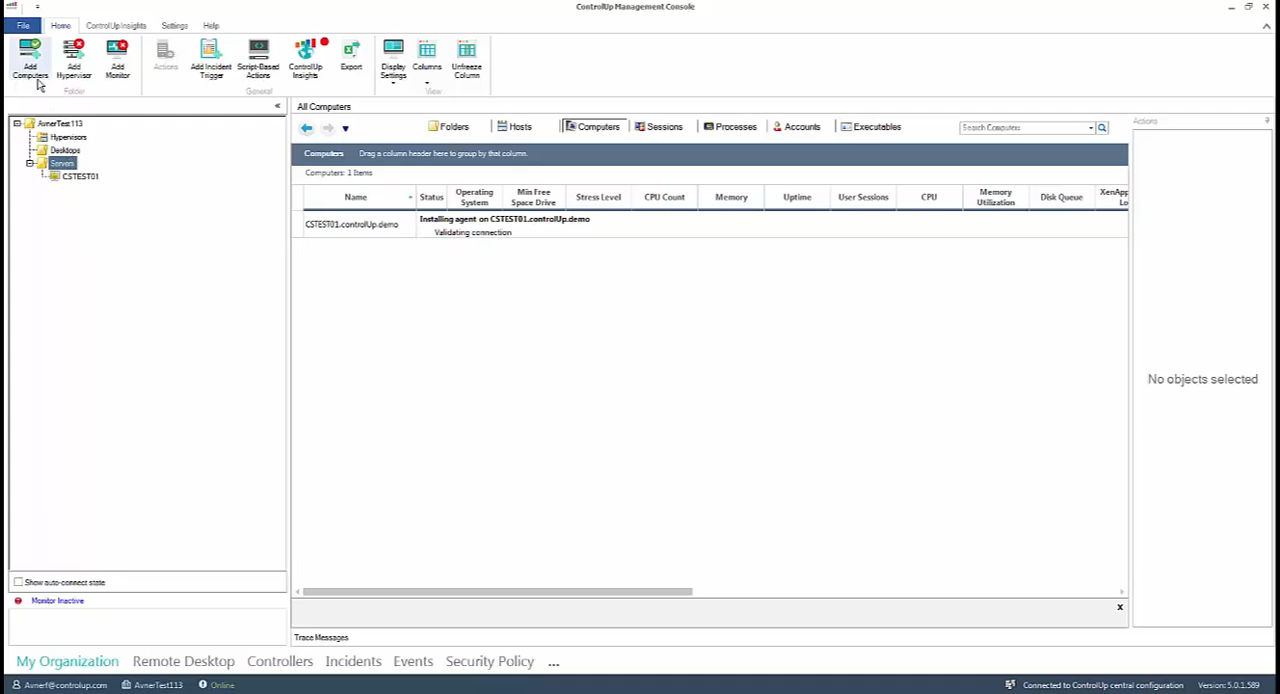 ControlUp Management Console
File Home ControlUp Insights Settings Help
Add Computers
Add Hypervisor
Add Monitor
Actions
Add Incident Trigger
Script-Based Actions
ControlUp Insights
Export
Display Settings
Columns
Unfreeze Column
Folder General View
AvnerTest113
Hypervisors
Desktops
Servers
CSTEST01
Show auto-connect state
Monitor Inactive
All Computers
Folders Hosts Computers Sessions Processes Accounts Executables Search Computers
Computers Drag a column header here to group by that column.
Computers: 1 Items
Name Status Operating System Min Free Space Drive Stress Level CPU Count Memory Uptime User Sessions CPU Memory Utilization Disk Queue XenApp Lo
CSTEST01.controlUp.demo Installing agent on CSTEST01.controlUp.demo
Validating connection
x
Trace Messages
Actions
No objects selected
My Organization Remote Desktop Controllers Incidents Events Security Policy ...
Avnerf@controlup.com AvnerTest113 Online Connected to ControlUp central configuration Version: 5.0.1.589